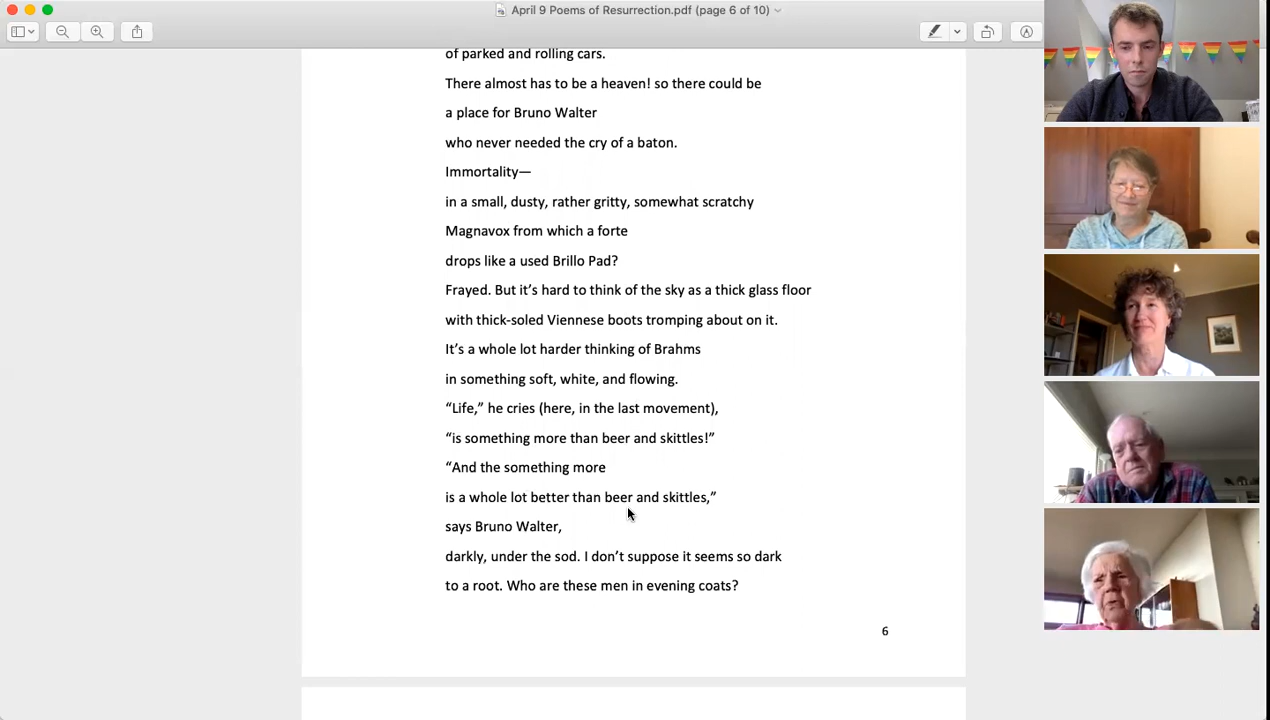 April 9 Poems of Resurrection.pdf (page 6 of 10)
of parked and rolling cars.
There almost has to be a heaven! so there could be
a place for Bruno Walter
who never needed the cry of a baton.
Immortality—
in a small, dusty, rather gritty, somewhat scratchy
Magnavox from which a forte
drops like a used Brillo Pad?
Frayed. But it’s hard to think of the sky as a thick glass floor
with thick-soled Viennese boots tromping about on it.
It’s a whole lot harder thinking of Brahms
in something soft, white, and flowing.
“Life,” he cries (here, in the last movement),
“is something more than beer and skittles!”
“And the something more
is a whole lot better than beer and skittles,”
says Bruno Walter,
darkly, under the sod. I don’t suppose it seems so dark
to a root. Who are these men in evening coats?
6